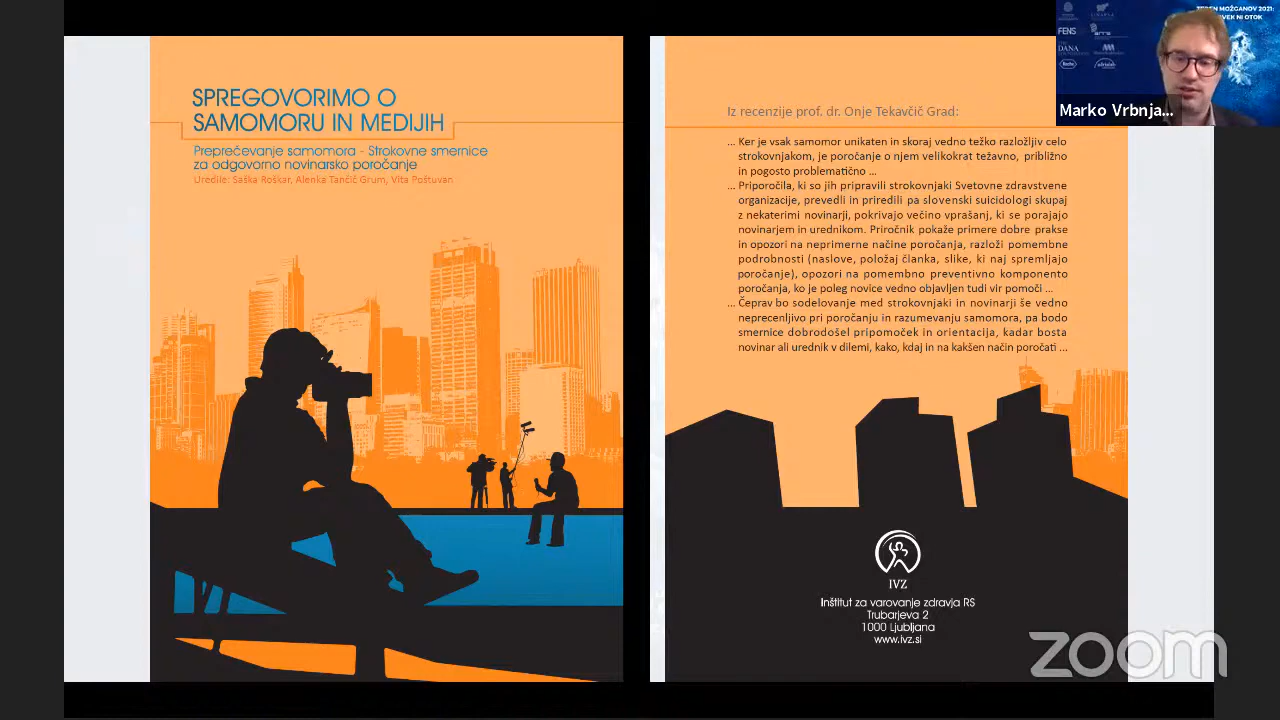 SPREGOVORIMO O
SAMOMORU IN MEDIJIH
Preprečevanje samomora - Strokovne smernice
za odgovorno novinarsko poročanje
Uredile: Saška Roškar, Alenka Tančič Grum, Vita Poštuvan
Iz recenzije prof. dr. Onje Tekavčič Grad:
... Ker je vsak samomor unikaten in skoraj vedno težko razložljiv celo
strokovnjakom, je poročanje o njem velikokrat težavno, približno
in pogosto problematično ...
... Priporočila, ki so jih pripravili strokovnjaki Svetovne zdravstvene
organizacije, prevedli in priredili pa slovenski suicidologi skupaj
z nekaterimi novinarji, pokrivajo večino vprašanj, ki se porajajo
novinarjem in urednikom. Priročnik pokaže primere dobre prakse
in opozori na neprimerne načine poročanja, razloži pomembne
podrobnosti (naslove, položaj članka, slike, ki naj spremljajo
poročanje), opozori na pomembno preventivno komponento
poročanja, ko je poleg novice vedno objavljen tudi vir pomoči ...
... Čeprav bo sodelovanje med strokovnjaki in novinarji še vedno
neprecenljivo pri poročanju in razumevanju samomora, pa bodo
smernice dobrodošel pripomoček in orientacija, kadar bosta
novinar ali urednik v dilemi, kako, kdaj in na kakšen način poročati ...
IVZ
Inštitut za varovanje zdravja RS
Trubarjeva 2
1000 Ljubljana
www.ivz.si
FENS
DANA
Roche
Marko Vrbnja...
zoom